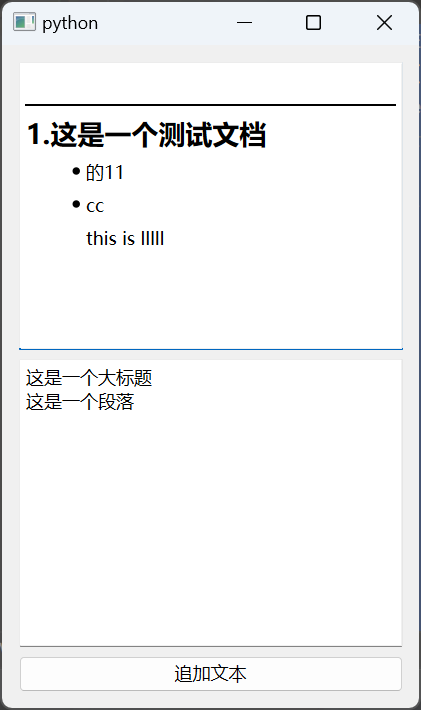 python
1.这是一个测试文档
的11
cc
this is lllll
这是一个大标题
这是一个段落
追加文本